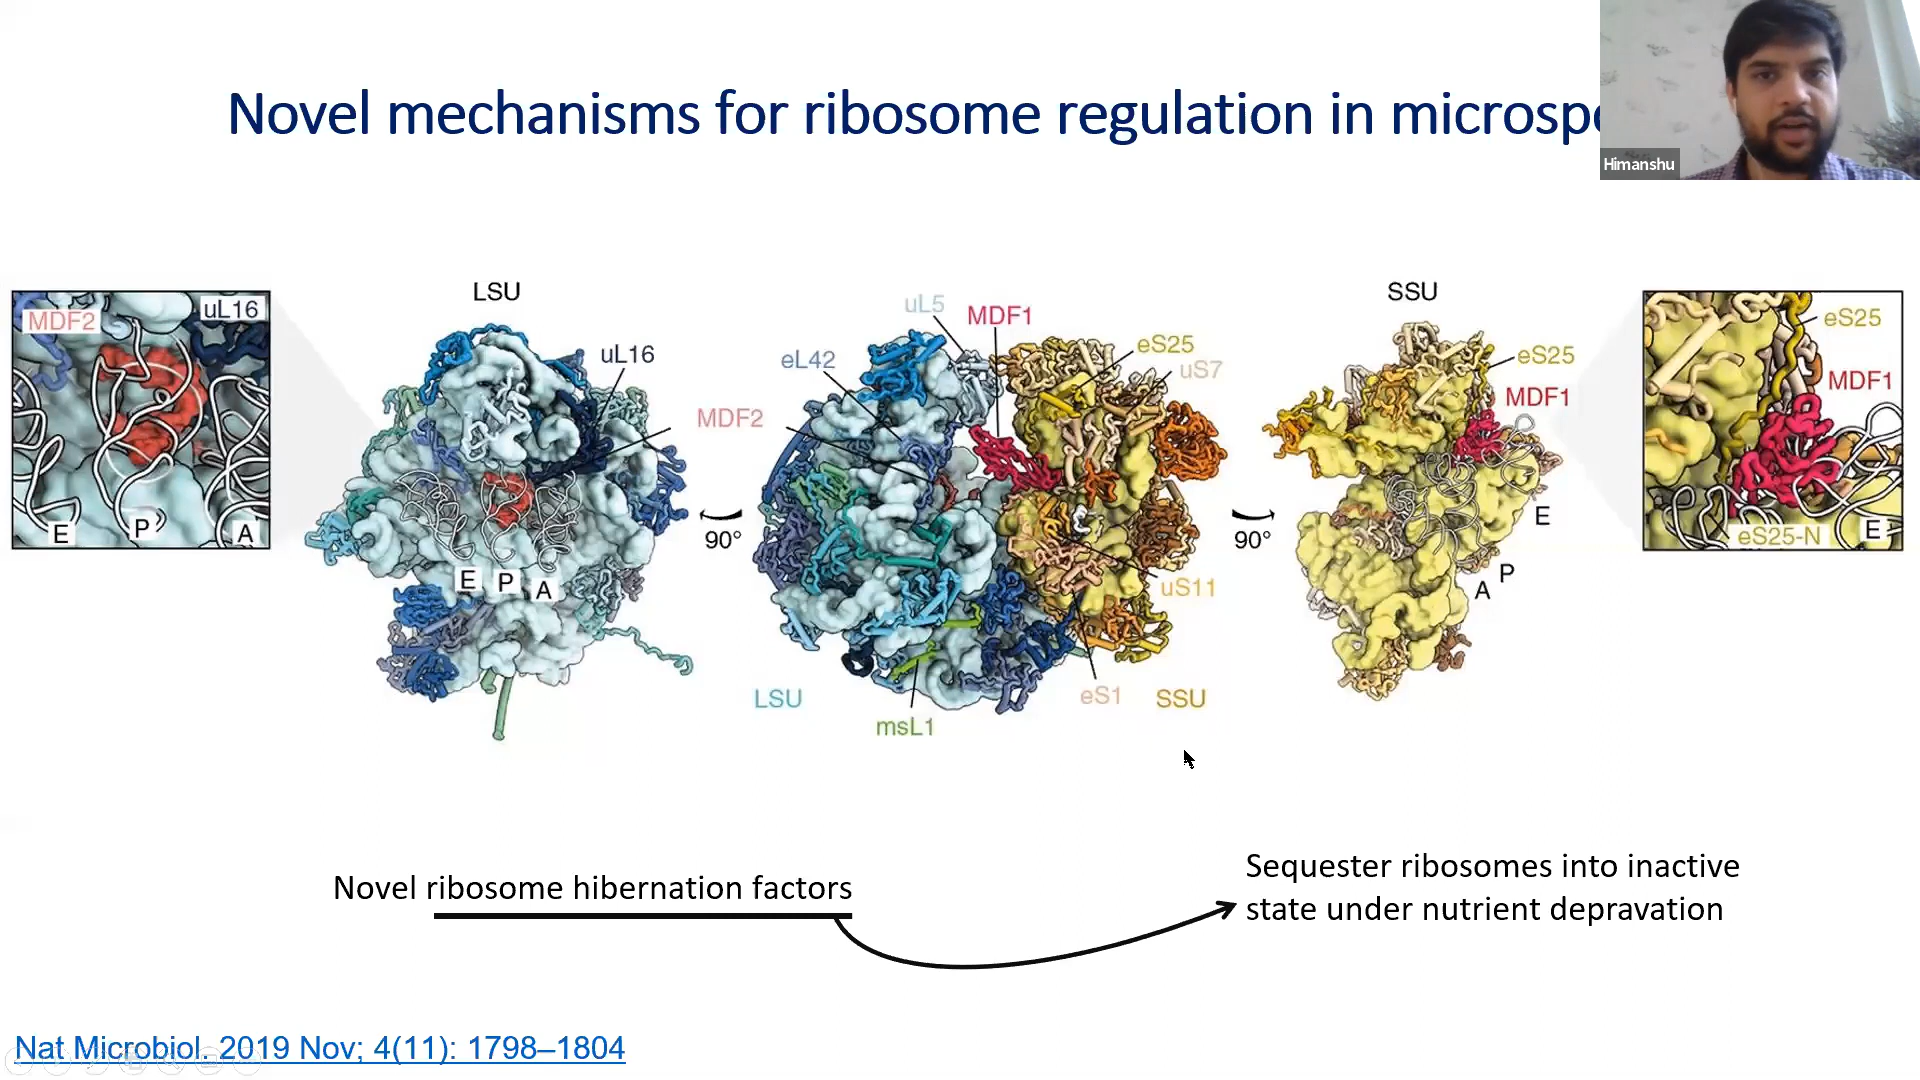 Novel mechanisms for ribosome regulation in microsp
Himanshu
MDF2
uL16
E
P
A
LSU
uL16
MDF2
E
P
A
90°
uL5
MDF1
eL42
eS25
uS7
uS11
LSU
eS1
SSU
msL1
90°
SSU
eS25
MDF1
E
P
A
eS25
MDF1
eS25-N
E
Novel ribosome hibernation factors
Sequester ribosomes into inactive
state under nutrient depravation
Nat Microbiol. 2019 Nov; 4(11): 1798–1804